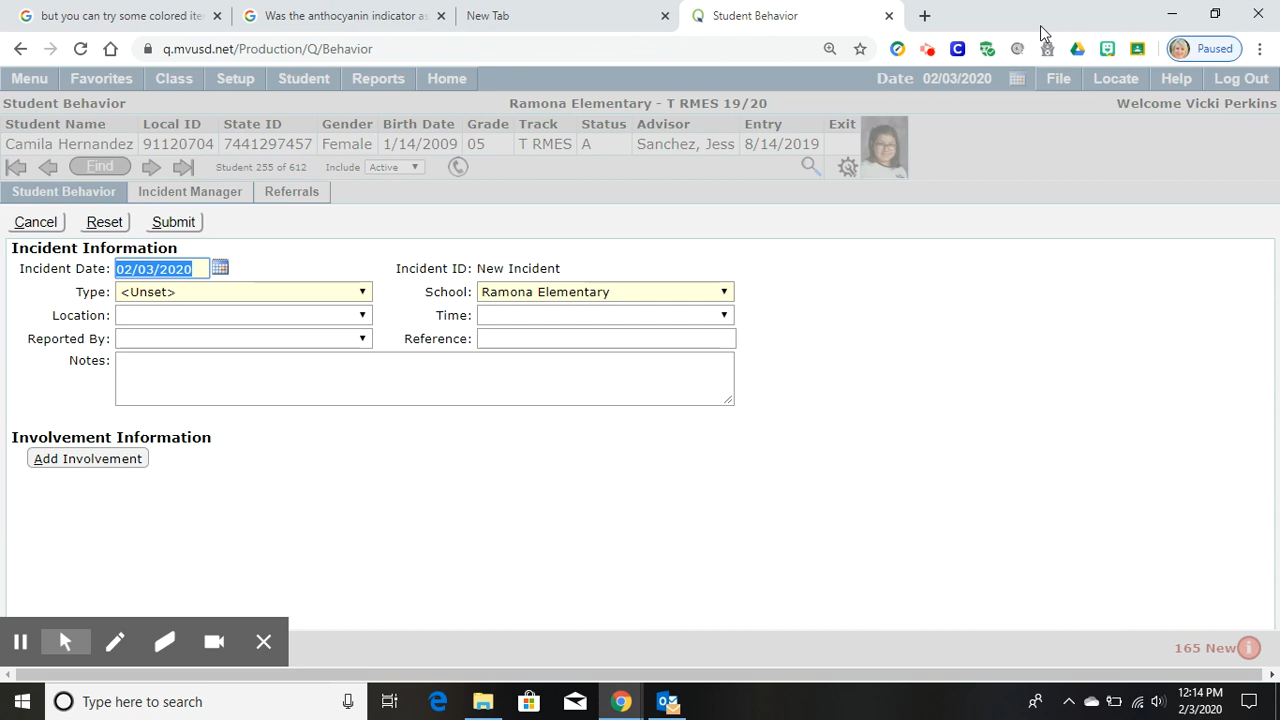 but you can try some colored ite
Was the anthocyanin indicator as
New Tab
Student Behavior
q.mvusd.net/Production/Q/Behavior
Paused
Menu Favorites Class Setup Student Reports Home Date 02/03/2020 File Locate Help Log Out
Student Behavior Ramona Elementary - T RMES 19/20 Welcome Vicki Perkins
Student Name Local ID State ID Gender Birth Date Grade Track Status Advisor Entry Exit
Camila Hernandez 91120704 7441297457 Female 1/14/2009 05 T RMES A Sanchez, Jess 8/14/2019
Find Student 255 of 612 Include Active
Student Behavior Incident Manager Referrals
Cancel Reset Submit
Incident Information
Incident Date: 02/03/2020 Incident ID: New Incident
Type: <Unset> School: Ramona Elementary
Location: Time:
Reported By: Reference:
Notes:
Involvement Information
Add Involvement
165 New
Type here to search
12:14 PM
2/3/2020